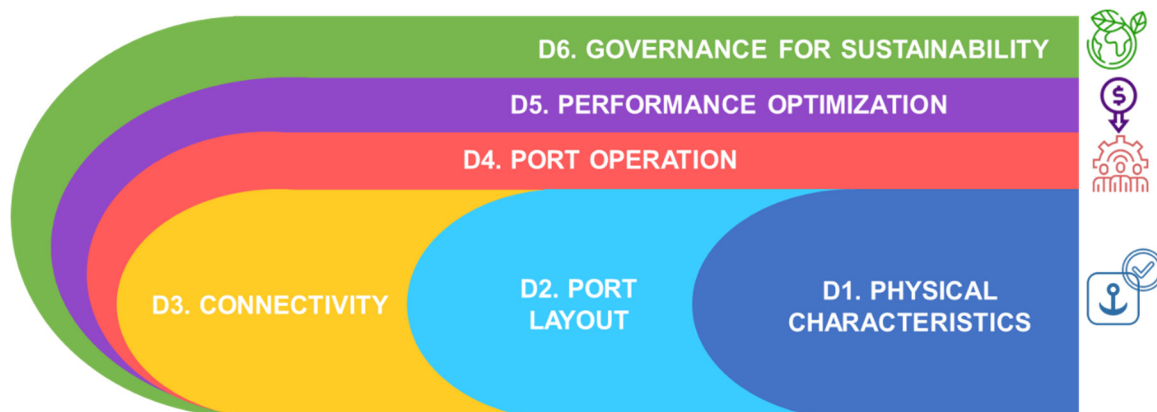 D6. GOVERNANCE FOR SUSTAINABILITY
$
D5. PERFORMANCE OPTIMIZATION
D4. PORT OPERATION
D3. CONNECTIVITY
D2. PORT
LAYOUT
D1. PHYSICAL
CHARACTERISTICS